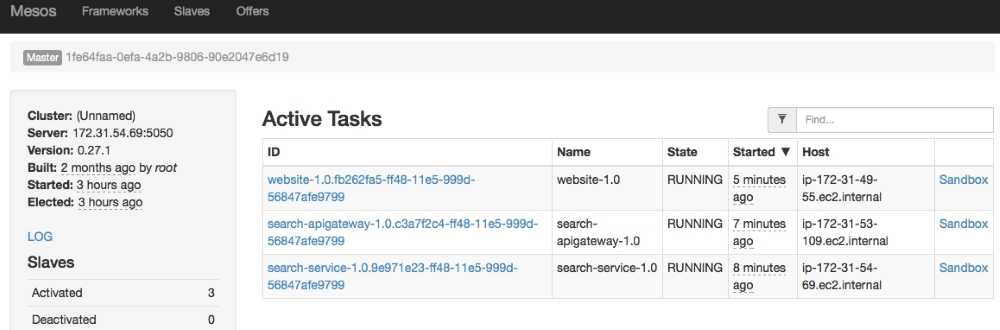 Mesos Frameworks Slaves Offers
Master 1fe64faa-0efa-4a2b-9806-90e2047e6d19
Cluster: (Unnamed)
Server: 172.31.54.69:5050
Version: 0.27.1
Built: 2 months ago by root
Started: 3 hours ago
Elected: 3 hours ago
LOG
Slaves
Activated 3
Deactivated 0
Active Tasks
Find...
ID Name State Started ▼ Host
website-1.0.fb262fa5-ff48-11e5-999d- website-1.0 RUNNING 5 minutes ip-172-31-49- Sandbox
56847afe9799 ago 55.ec2.internal
search-apigateway-1.0.c3a7f2c4-ff48-11e5-999d- search- RUNNING 7 minutes ip-172-31-53- Sandbox
56847afe9799 apigateway-1.0 ago 109.ec2.internal
search-service-1.0.9e971e23-ff48-11e5-999d- search-service-1.0 RUNNING 8 minutes ip-172-31-54- Sandbox
56847afe9799 ago 69.ec2.internal